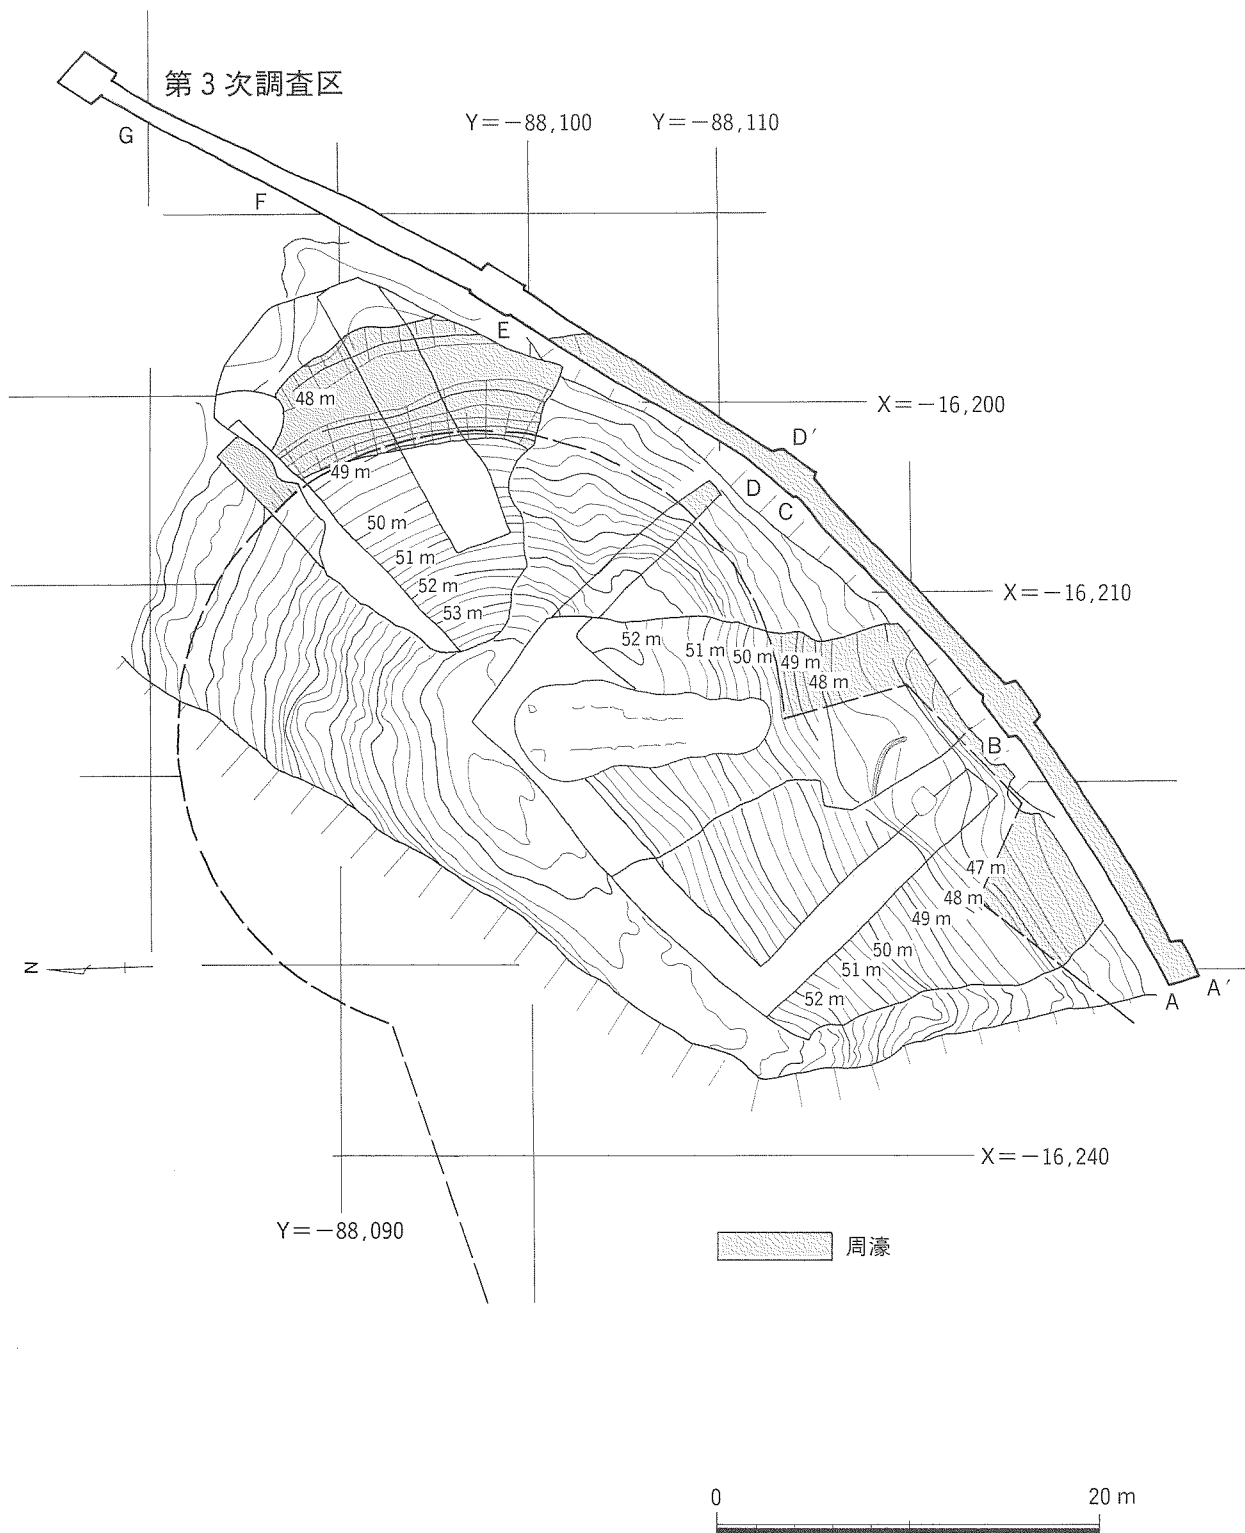 第3次調査区
Y=-88,100
Y=-88,110
G
F
E
X=-16,200
D′
D
C
48 m
49 m
50 m
51 m
52 m
53 m
X=-16,210
52 m
51 m
50 m
49 m
48 m
B
47 m
48 m
49 m
50 m
51 m
52 m
N
A
A′
X=-16,240
Y=-88,090
周濠
0
20 m